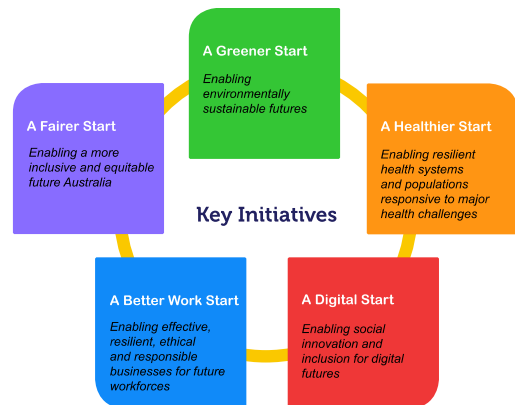 A Greener Start
Enabling
environmentally
sustainable futures
A Fairer Start
Enabling a more
inclusive and equitable
future Australia
A Healthier Start
Enabling resilient
health systems
and populations
responsive to major
health challenges
Key Initiatives
A Better Work Start
Enabling effective,
resilient, ethical
and responsible
businesses for future
workforces
A Digital Start
Enabling social
innovation and
inclusion for digital
futures